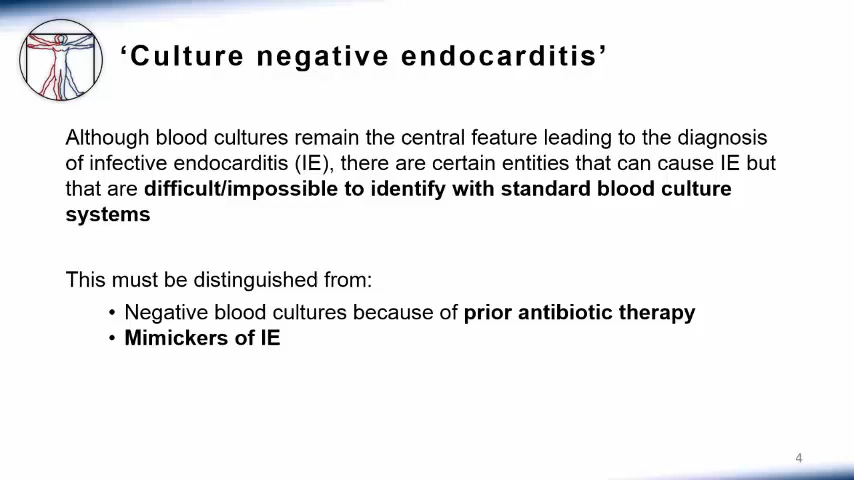 ‘Culture negative endocarditis’
Although blood cultures remain the central feature leading to the diagnosis
of infective endocarditis (IE), there are certain entities that can cause IE but
that are difficult/impossible to identify with standard blood culture
systems
This must be distinguished from:
• Negative blood cultures because of prior antibiotic therapy
• Mimickers of IE
4